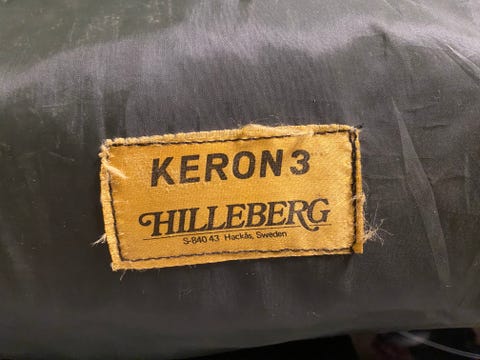 KERON 3
HILLEBERG
S-840 43 Hackås, Sweden